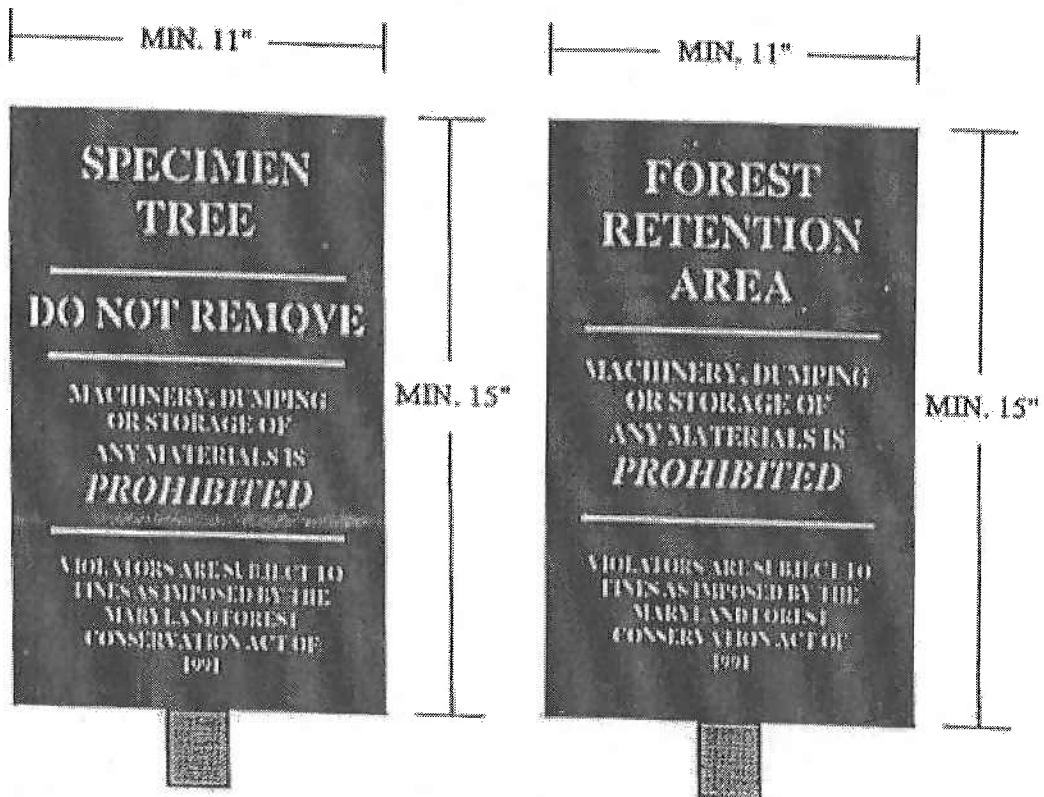 MIN. 11"
SPECIMEN
TREE
DO NOT REMOVE
MACHINERY, DUMPING
OR STORAGE OF
ANY MATERIALS IS
PROHIBITED
VIOLATORS ARE SUBJECT TO
FINES AS IMPOSED BY THE
MARYLAND FOREST
CONSERVATION ACT OF
1991
MIN. 15"
MIN. 11"
FOREST
RETENTION
AREA
MACHINERY, DUMPING
OR STORAGE OF
ANY MATERIALS IS
PROHIBITED
VIOLATORS ARE SUBJECT TO
FINES AS IMPOSED BY THE
MARYLAND FOREST
CONSERVATION ACT OF
1991
MIN. 15"